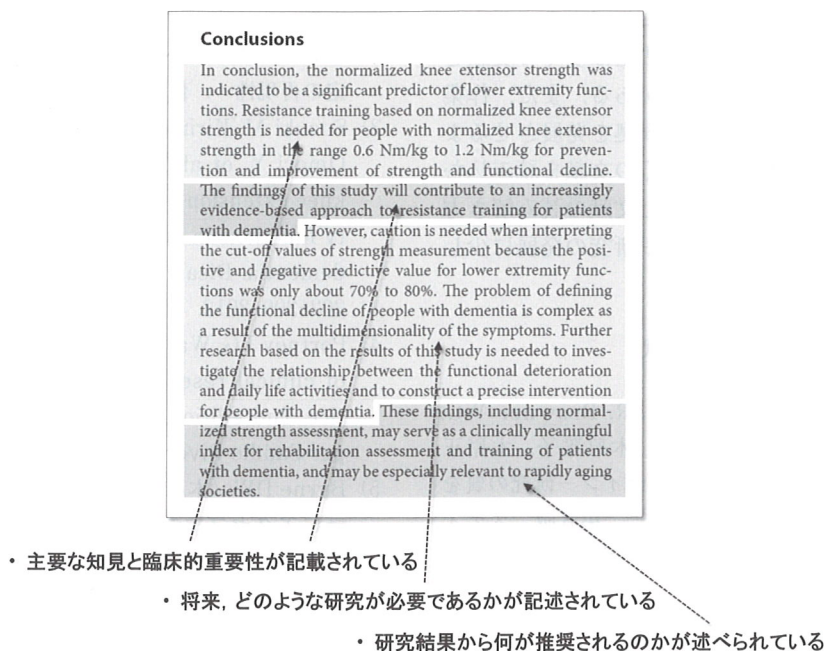 Conclusions
In conclusion, the normalized knee extensor strength was
indicated to be a significant predictor of lower extremity func-
tions. Resistance training based on normalized knee extensor
strength is needed for people with normalized knee extensor
strength in the range 0.6 Nm/kg to 1.2 Nm/kg for preven-
tion and improvement of strength and functional decline.
The findings of this study will contribute to an increasingly
evidence-based approach to resistance training for patients
with dementia. However, caution is needed when interpreting
the cut-off values of strength measurement because the posi-
tive and negative predictive value for lower extremity func-
tions was only about 70% to 80%. The problem of defining
the functional decline of people with dementia is complex as
a result of the multidimensionality of the symptoms. Further
research based on the results of this study is needed to inves-
tigate the relationship between the functional deterioration
and daily life activities and to construct a precise intervention
for people with dementia. These findings, including normal-
ized strength assessment, may serve as a clinically meaningful
index for rehabilitation assessment and training of patients
with dementia, and may be especially relevant to rapidly aging
societies.
・ 主要な知見と臨床的重要性が記載されている
・ 将来，どのような研究が必要であるかが記述されている
・ 研究結果から何が推奨されるのかが述べられている